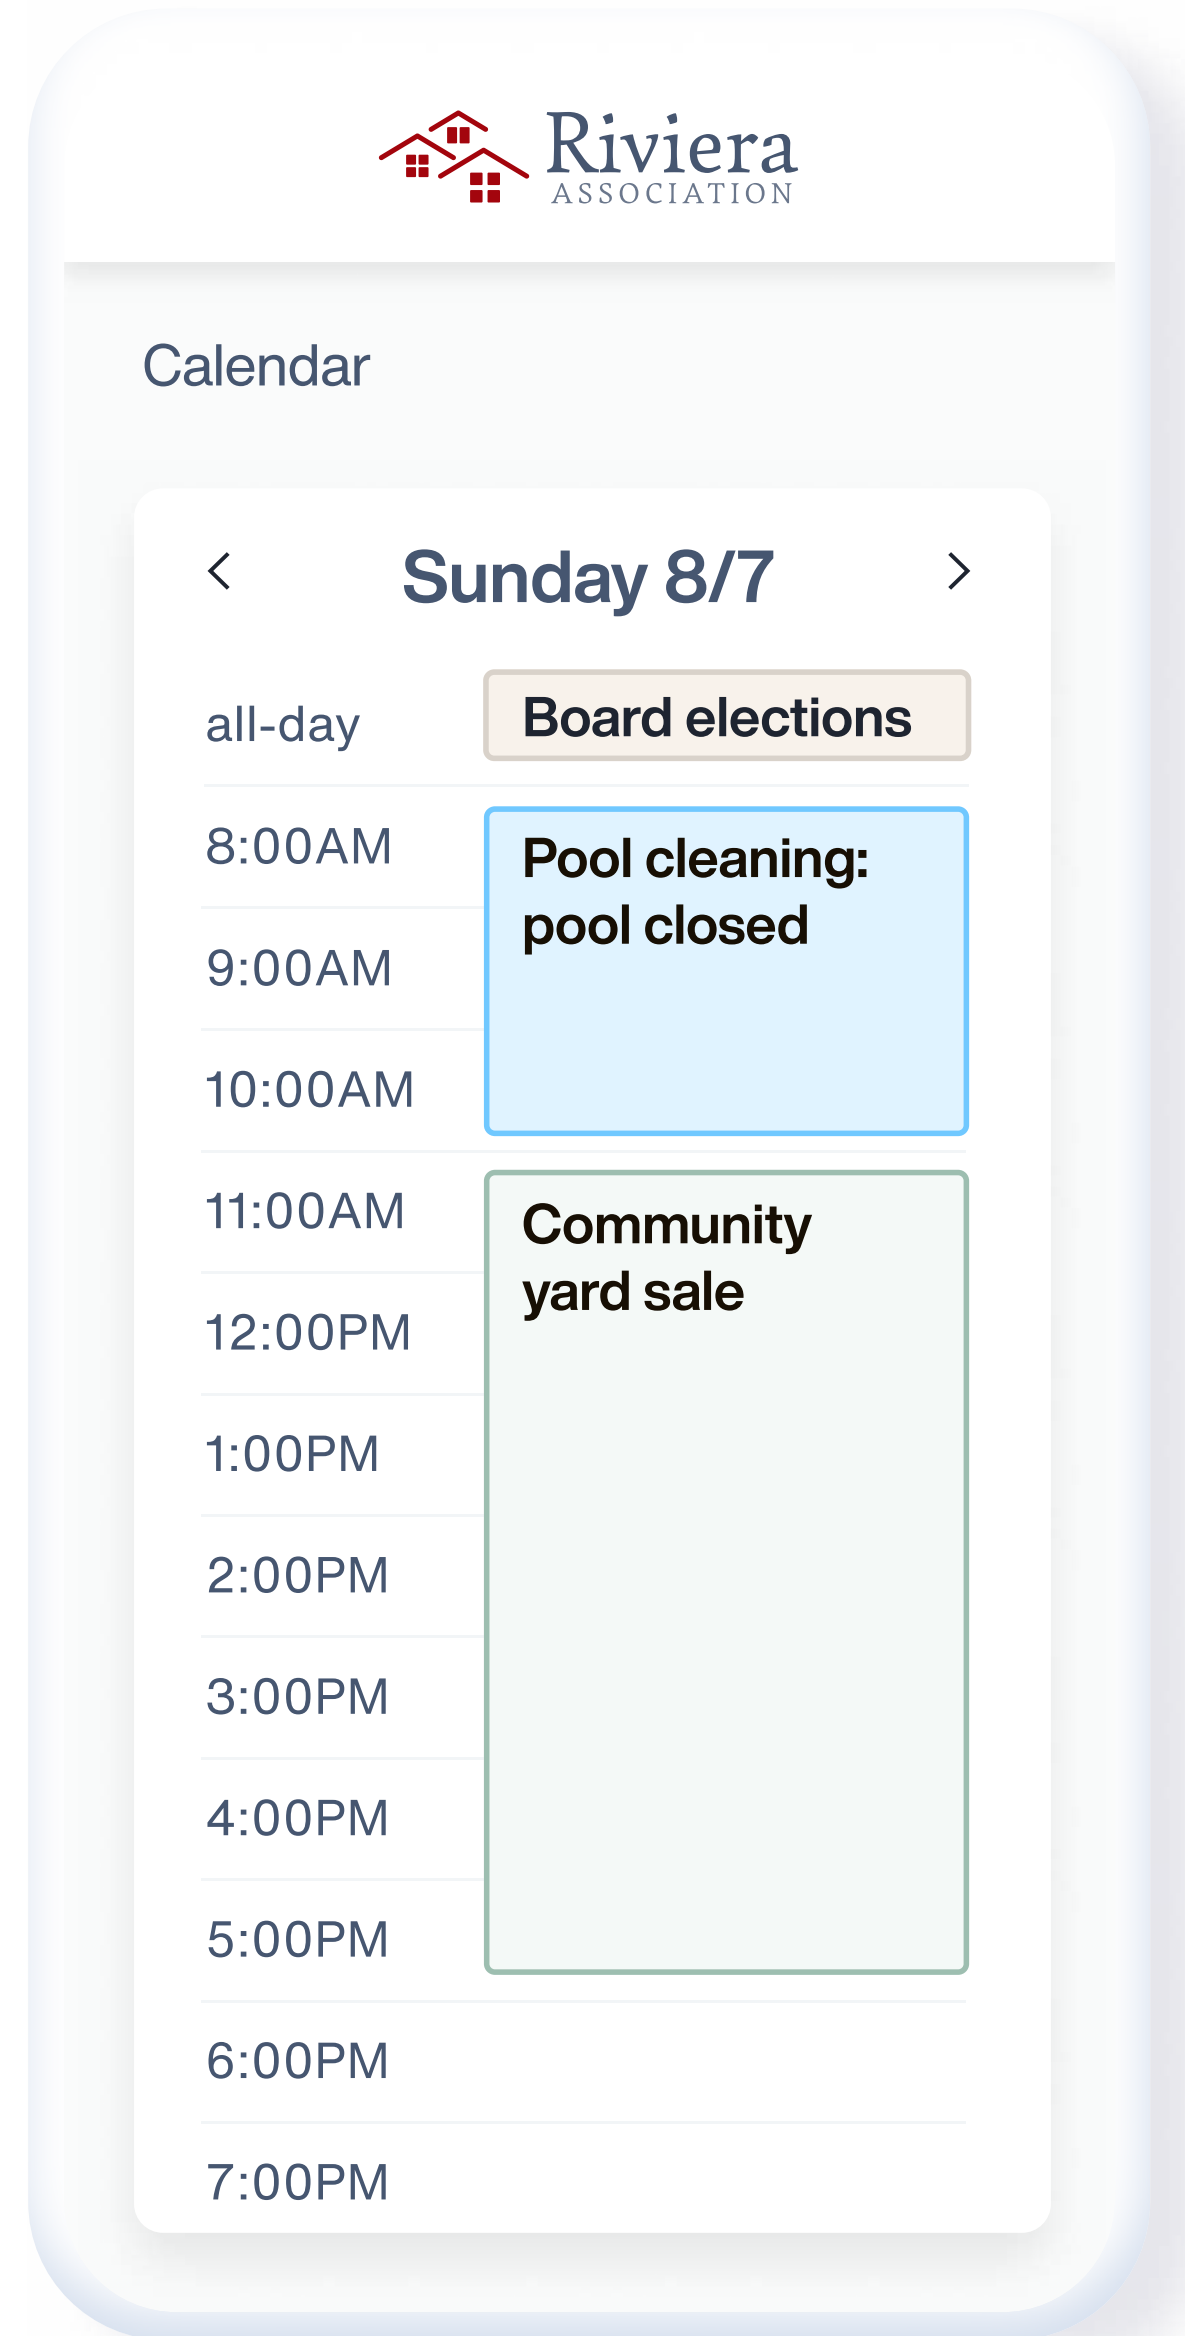 Riviera
ASSOCIATION
Calendar
Sunday 8/7
all-day
Board elections
8:00AM
Pool cleaning:
pool closed
9:00AM
10:00AM
11:00AM
Community
yard sale
12:00PM
1:00PM
2:00PM
3:00PM
4:00PM
5:00PM
6:00PM
7:00PM